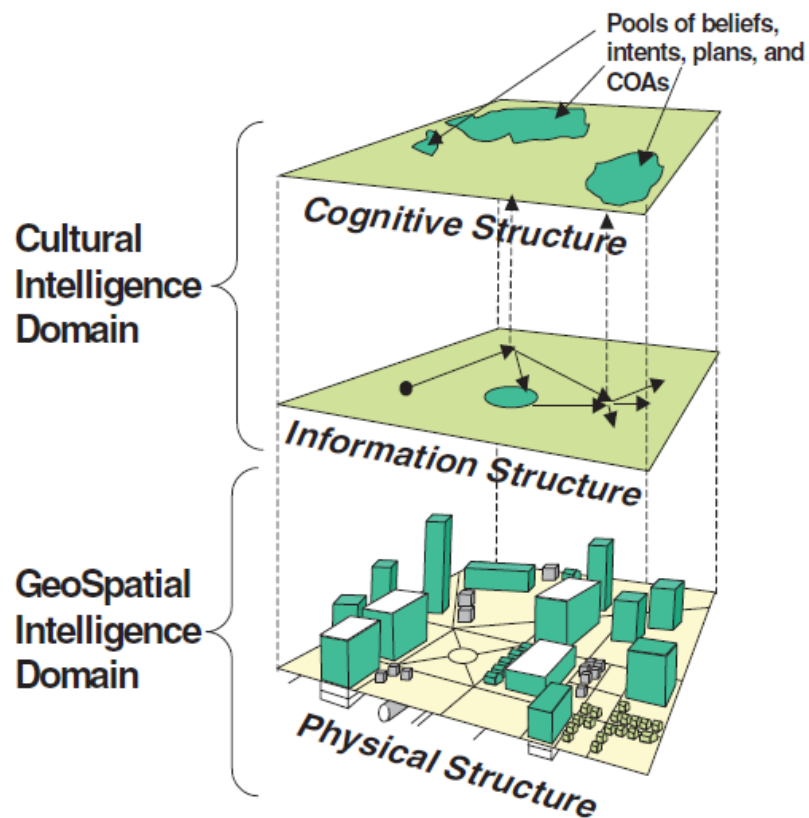 Pools of beliefs,
intents, plans, and
COAs
Cognitive Structure
Cultural
Intelligence
Domain
Information Structure
GeoSpatial
Intelligence
Domain
Physical Structure